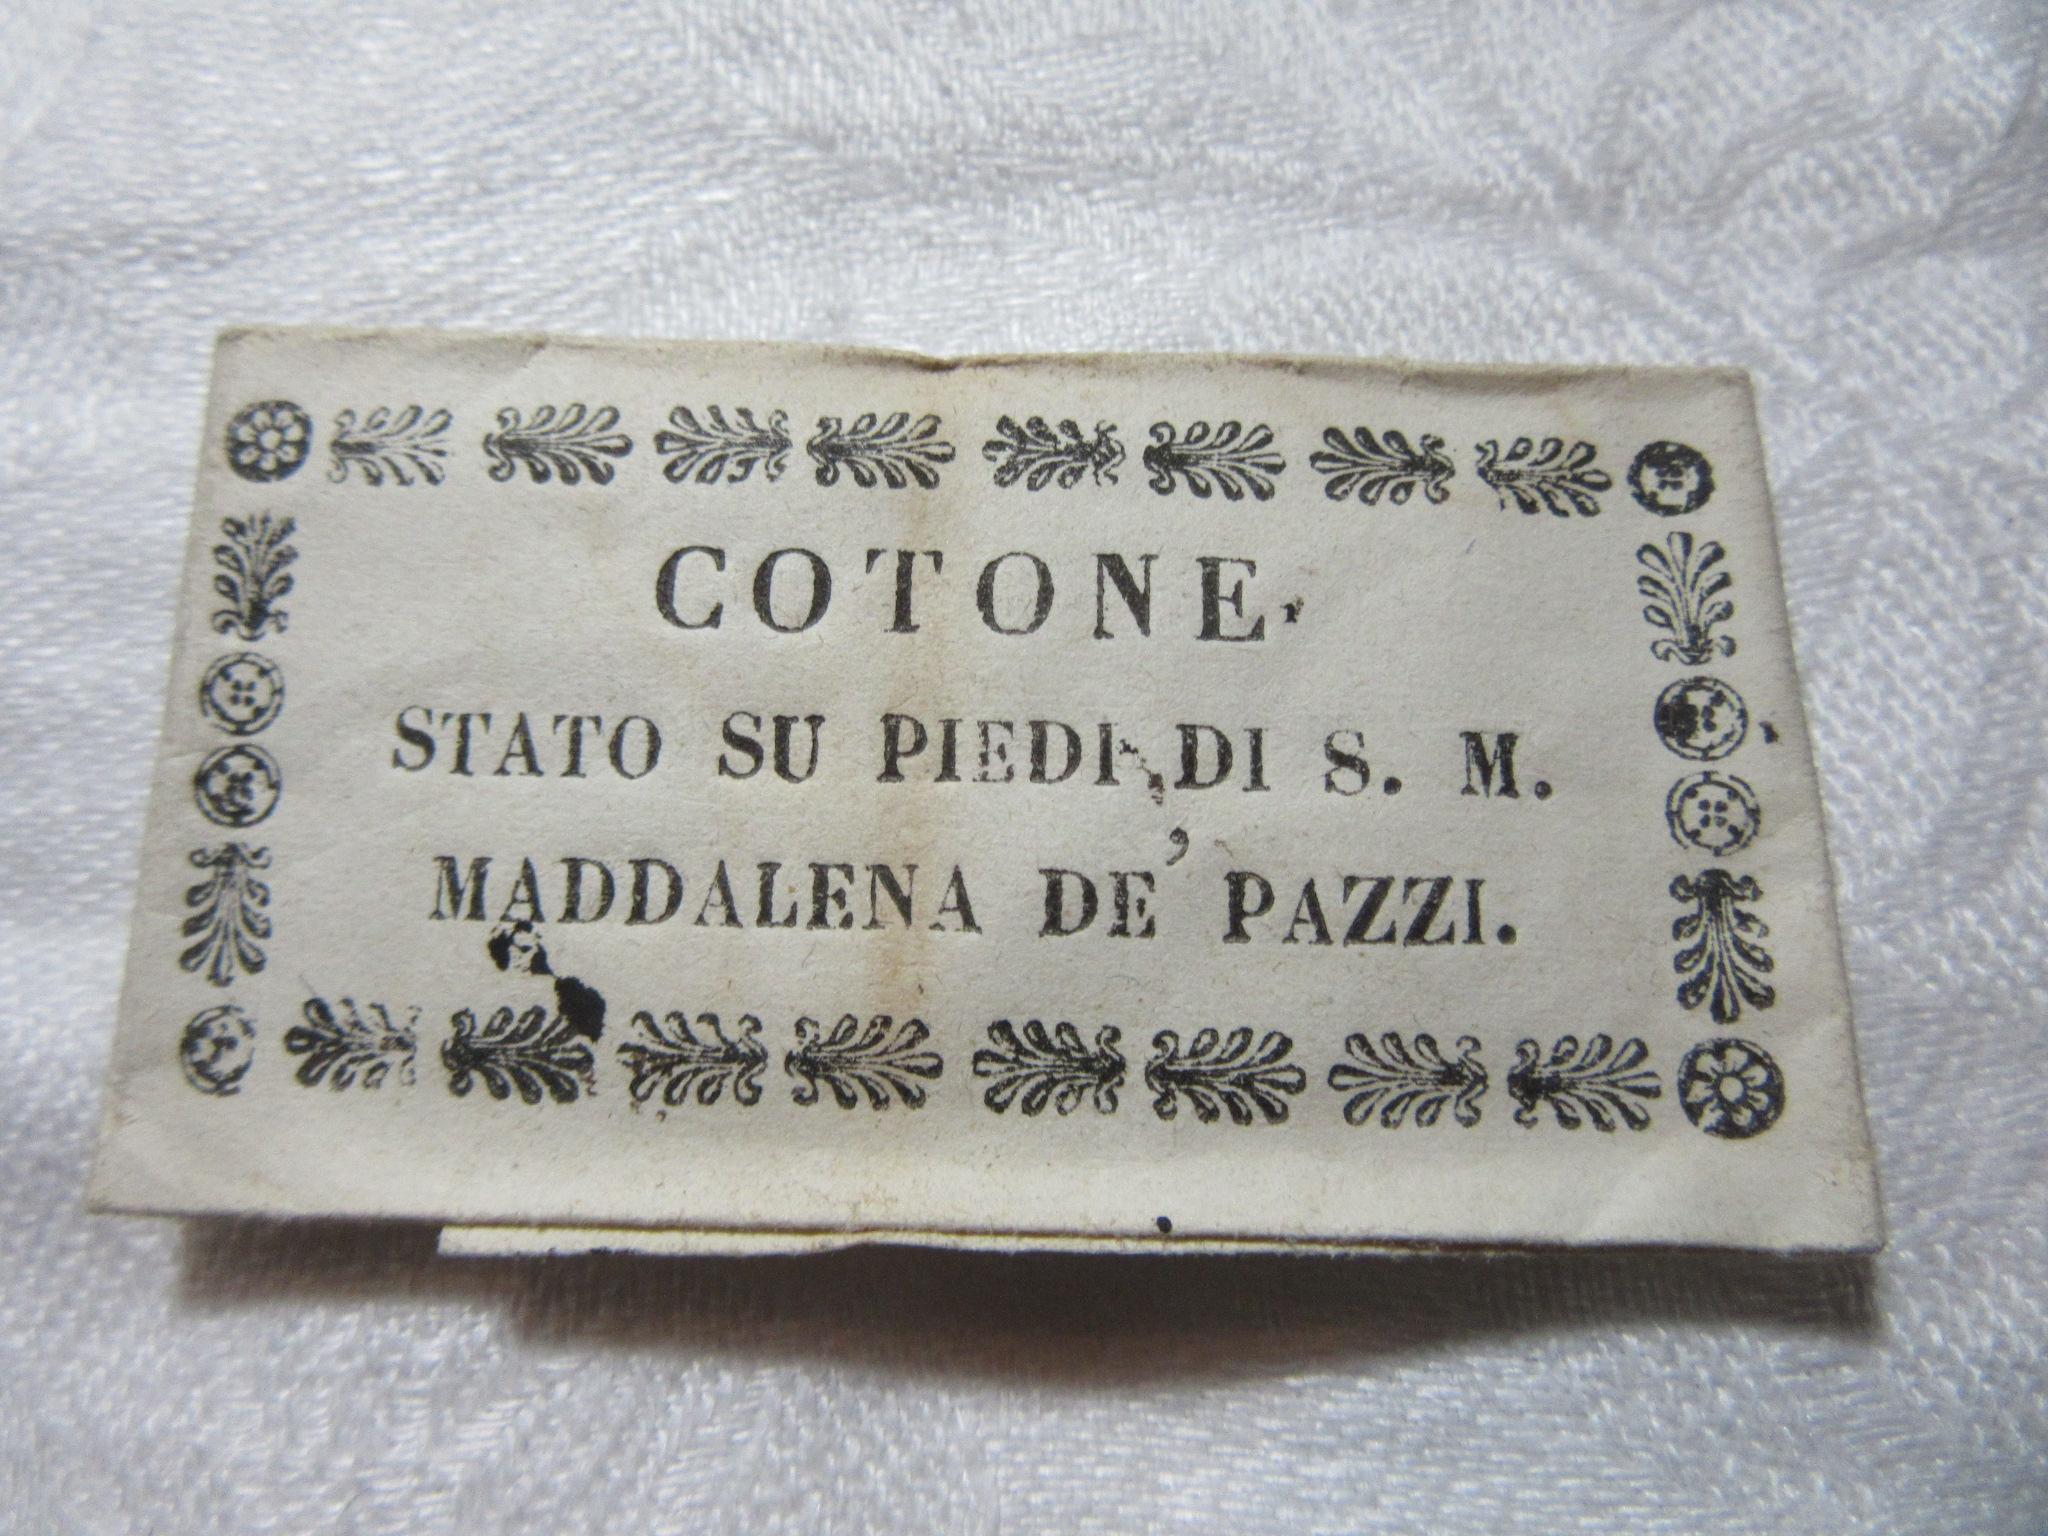 COTONE.
STATO SU PIEDI DI S. M.
MADDALENA DE' PAZZI.